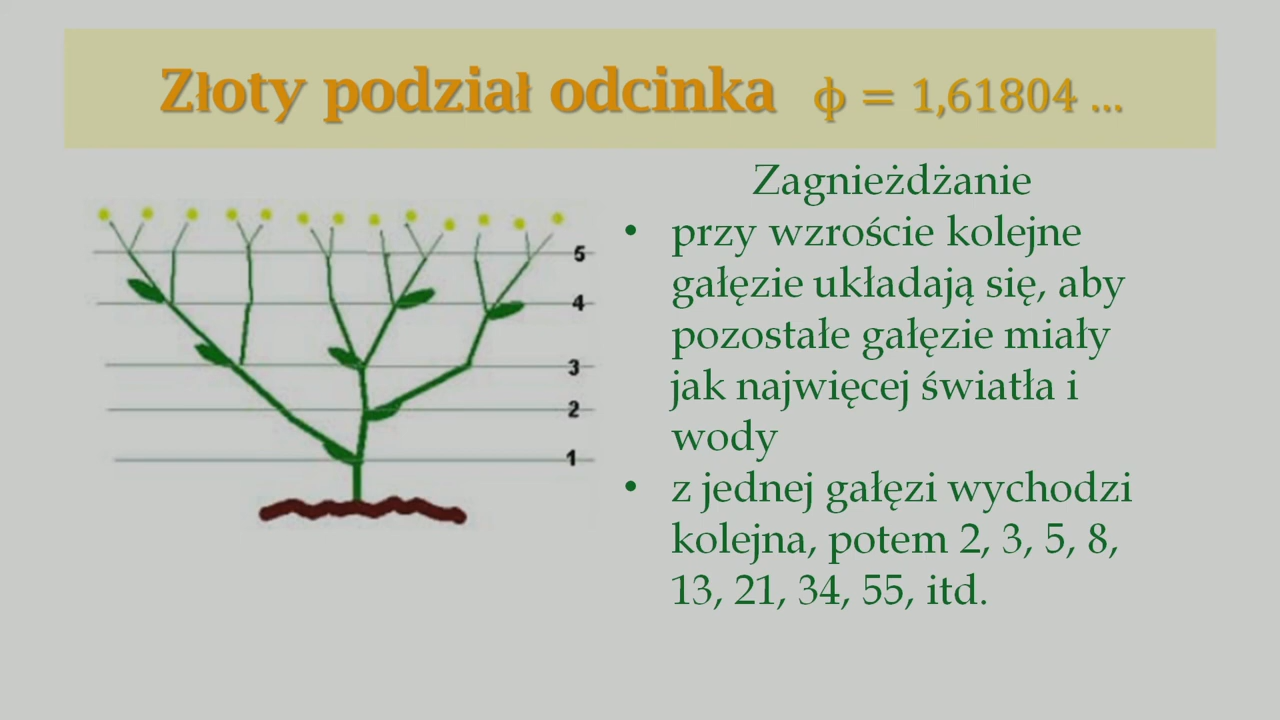 Złoty podział odcinka ϕ = 1,61804 ...
Zagnieżdżanie
• przy wzroście kolejne
gałęzie układają się, aby
pozostałe gałęzie miały
jak najwięcej światła i
wody
• z jednej gałęzi wychodzi
kolejna, potem 2, 3, 5, 8,
13, 21, 34, 55, itd.
5
4
3
2
1